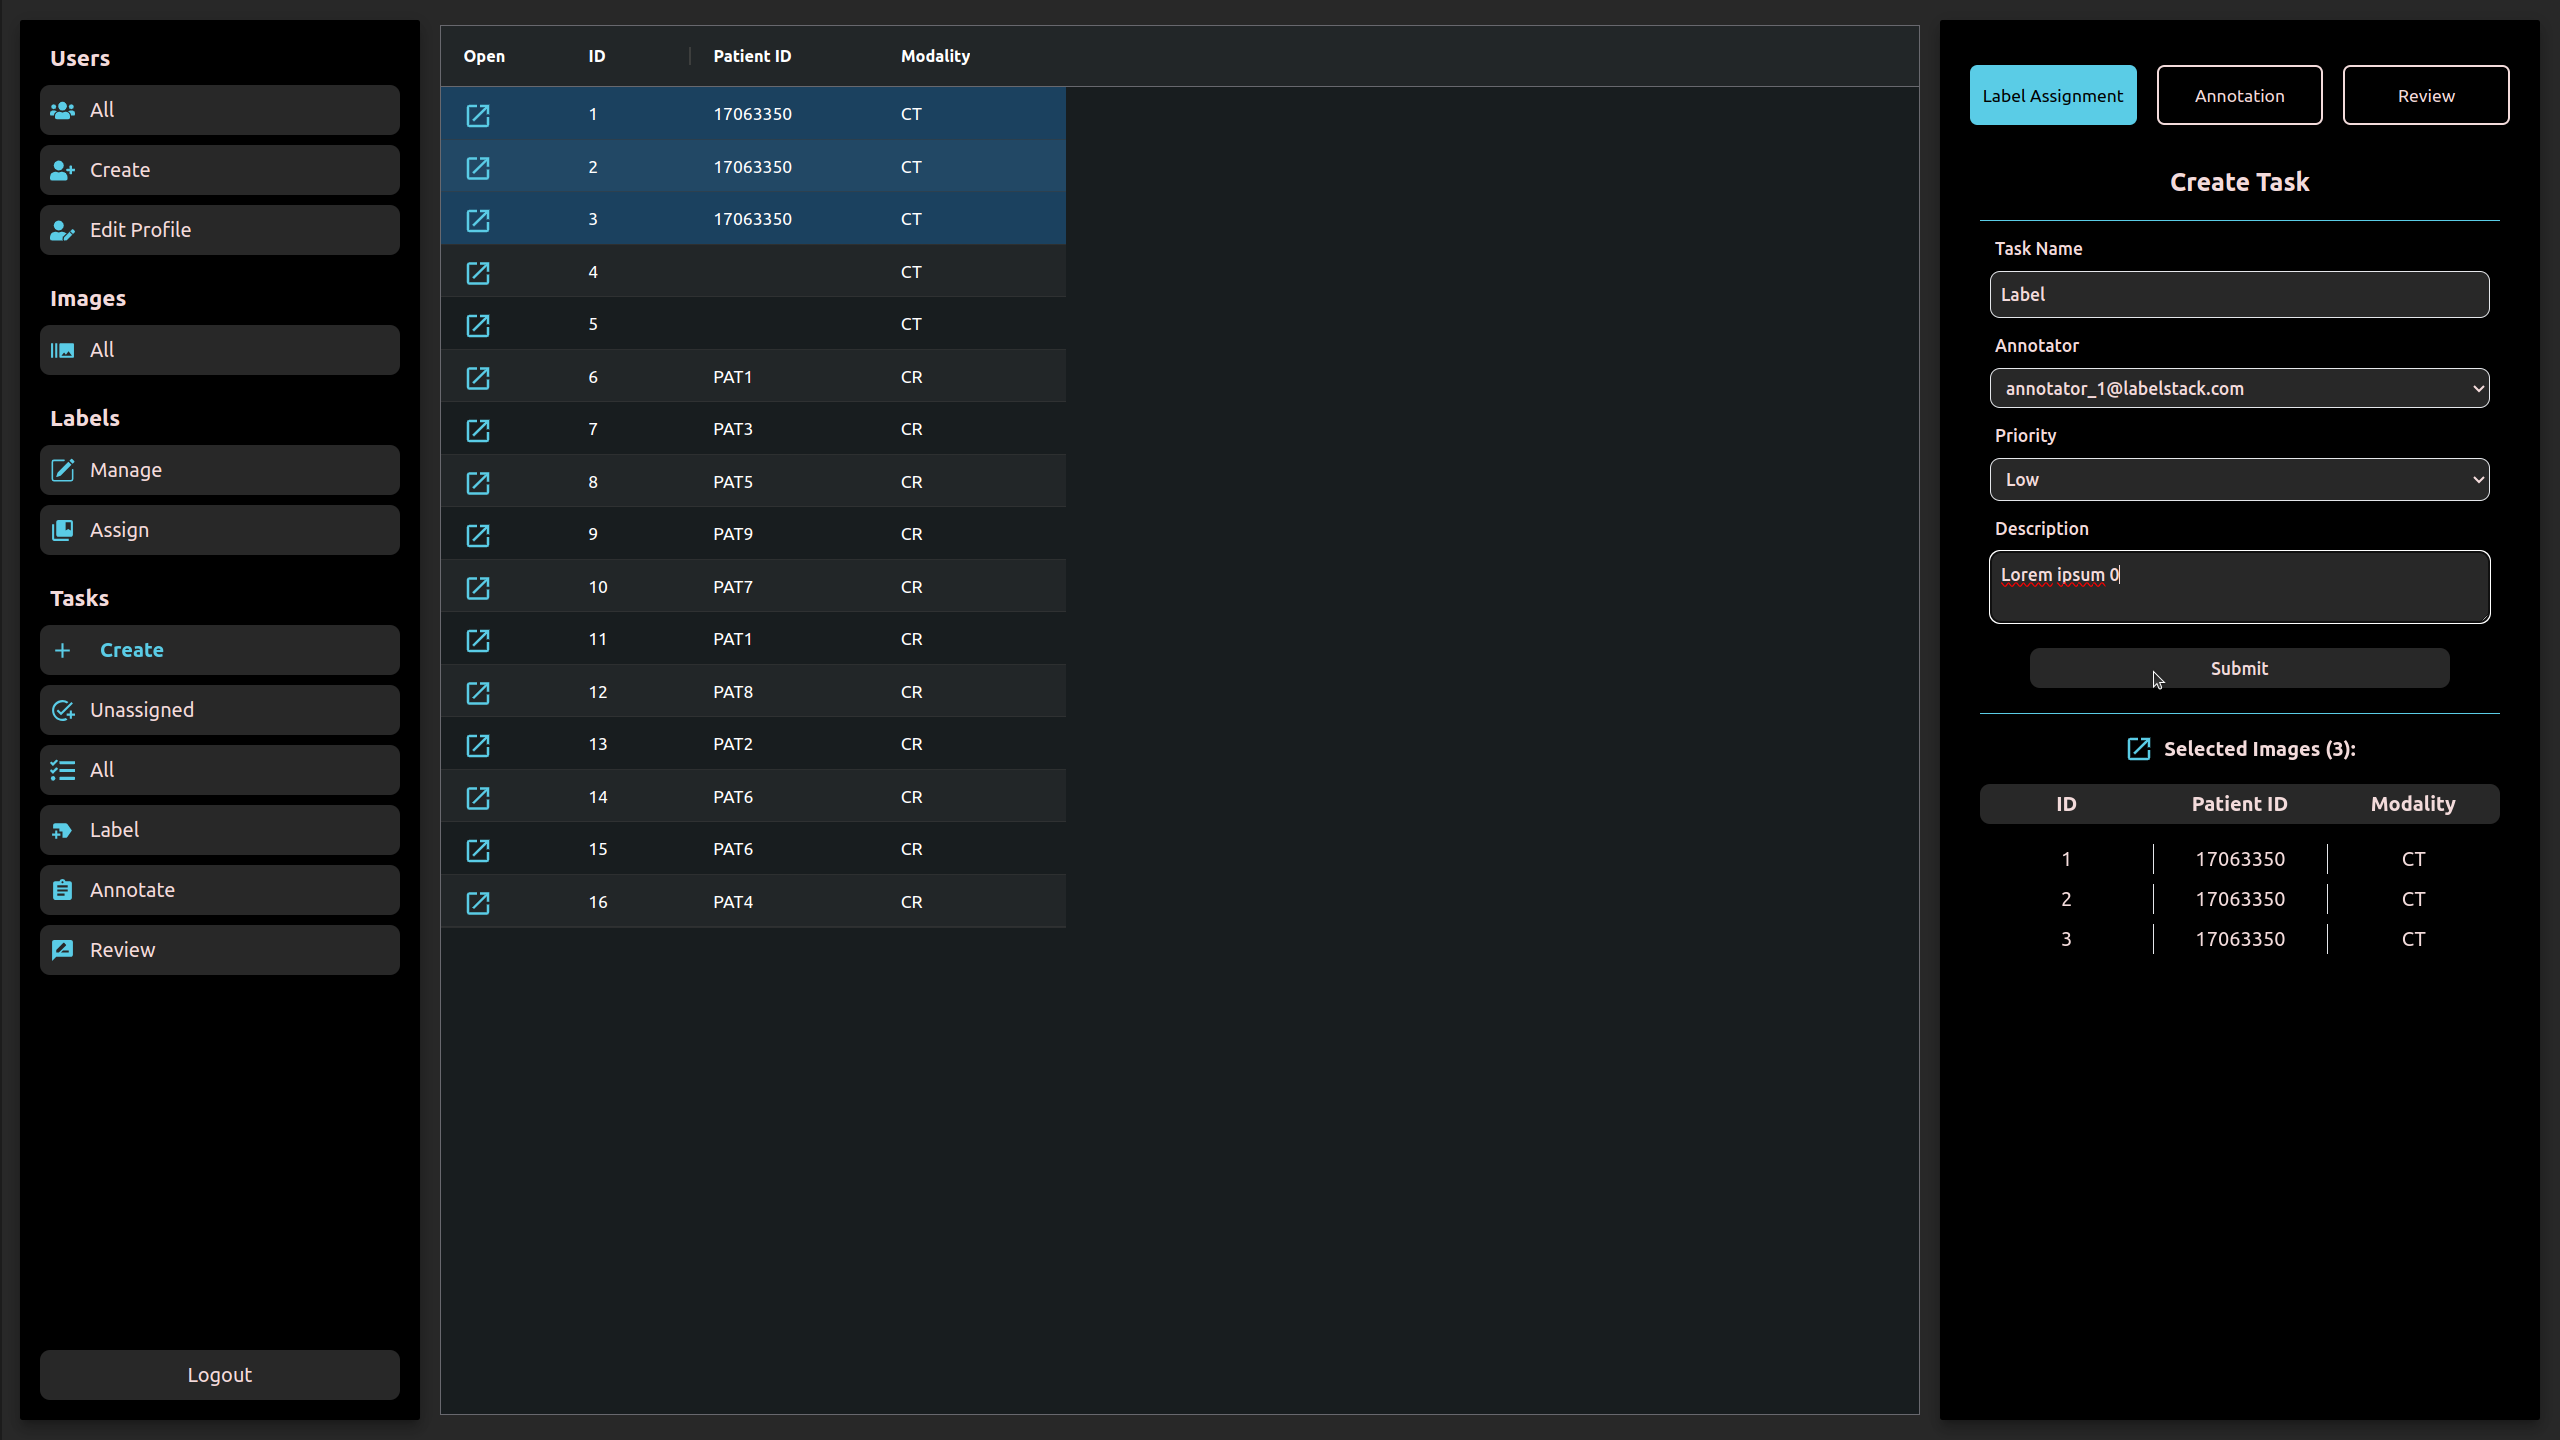 Users
All
Create
Edit Profile
Images
All
Labels
Manage
Assign
Tasks
Create
Unassigned
All
Label
Annotate
Review
Logout
Open ID Patient ID Modality
1 17063350 CT
2 17063350 CT
3 17063350 CT
4 CT
5 CT
6 PAT1 CR
7 PAT3 CR
8 PAT5 CR
9 PAT9 CR
10 PAT7 CR
11 PAT1 CR
12 PAT8 CR
13 PAT2 CR
14 PAT6 CR
15 PAT6 CR
16 PAT4 CR
Label Assignment Annotation Review
Create Task
Task Name
Label
Annotator
annotator_1@labelstack.com
Priority
Low
Description
Lorem ipsum 0
Submit
Selected Images (3):
ID Patient ID Modality
1 17063350 CT
2 17063350 CT
3 17063350 CT